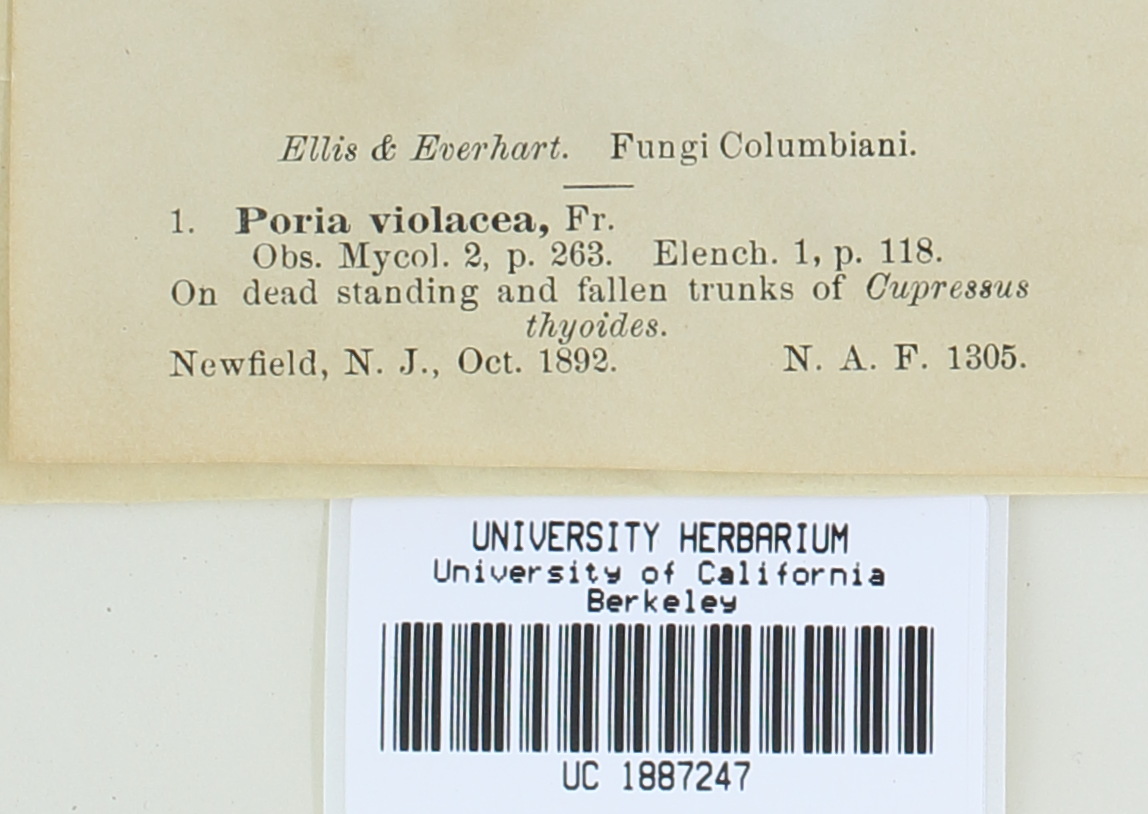 Ellis & Everhart. Fungi Columbiani.
1. Poria violacea, Fr.
Obs. Mycol. 2, p. 263. Elench. 1, p. 118.
On dead standing and fallen trunks of Cupressus
thyoides.
Newfield, N. J., Oct. 1892. N. A. F. 1305.
UNIVERSITY HERBARIUM
University of California
Berkeley
UC 1887247